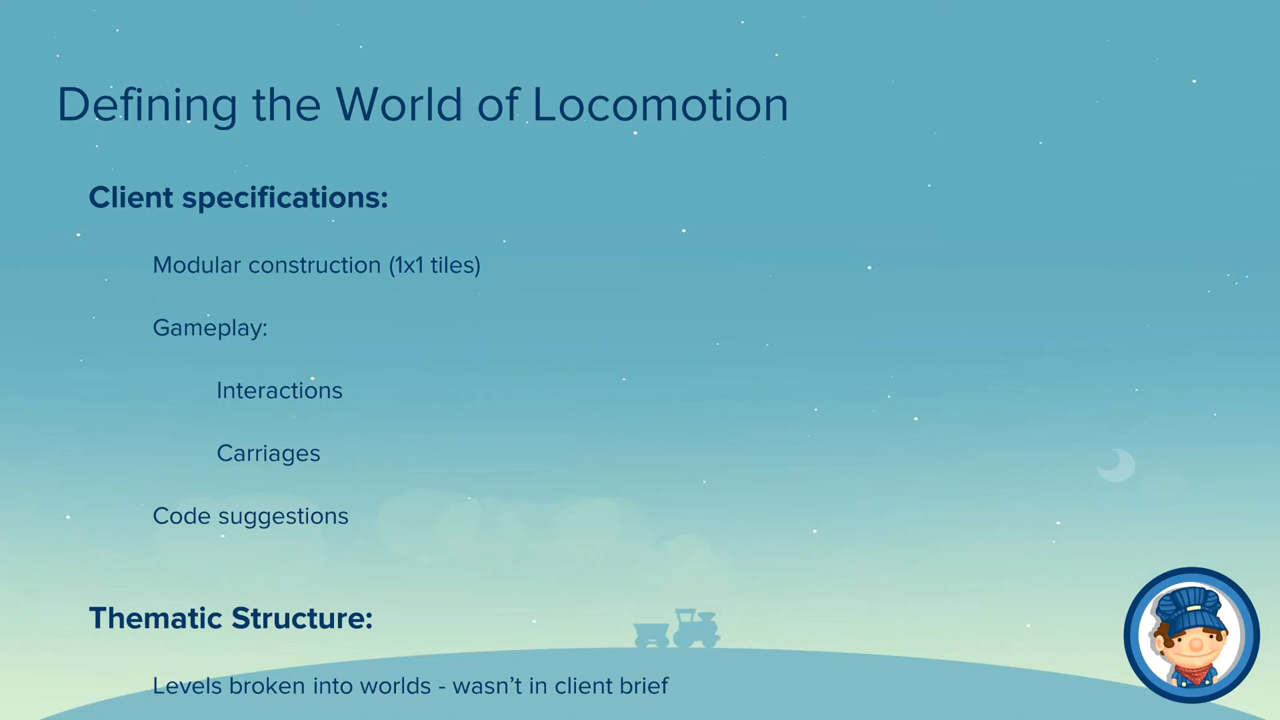 Defining the World of Locomotion
Client specifications:
Modular construction (1x1 tiles)
Gameplay:
Interactions
Carriages
Code suggestions
Thematic Structure:
Levels broken into worlds - wasn’t in client brief